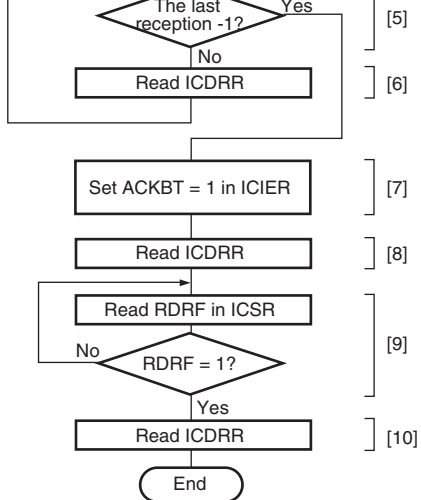 The last
reception -1?
Yes
[5]
No
Read ICDRR
[6]
Set ACKBT = 1 in ICIER
[7]
Read ICDRR
[8]
Read RDRF in ICSR
No
RDRF = 1?
[9]
Yes
Read ICDRR
[10]
End